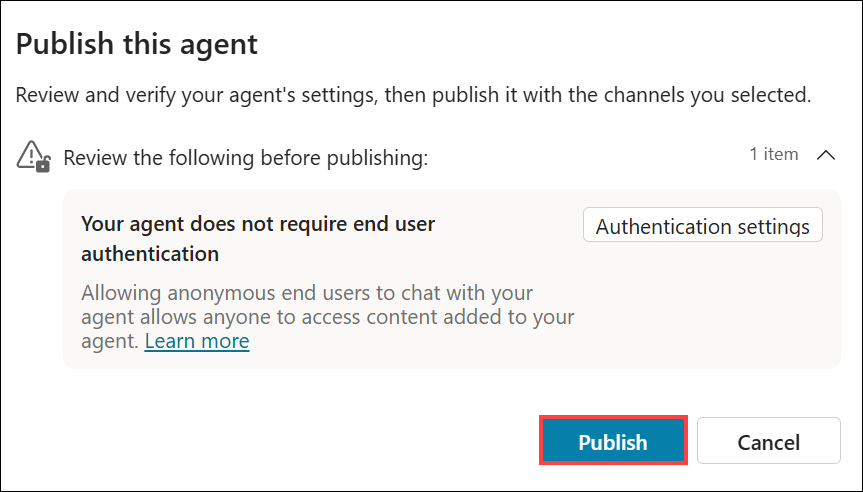 Publish this agent
Review and verify your agent's settings, then publish it with the channels you selected.
Review the following before publishing:
1 item
Your agent does not require end user
authentication
Authentication settings
Allowing anonymous end users to chat with your
agent allows anyone to access content added to your
agent. Learn more
Publish
Cancel